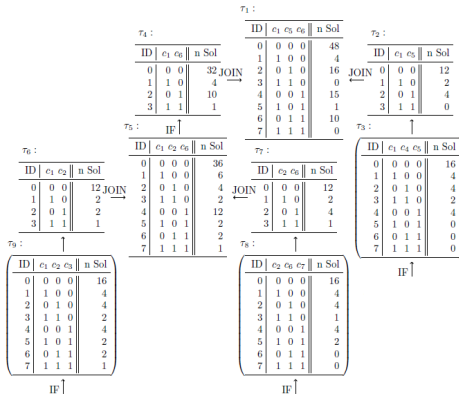 τ₁ :
ID | c₁ c₅ c₆ || n Sol
0 | 0 0 0 || 48
1 | 1 0 0 || 4
2 | 0 1 0 || 16
3 | 1 1 0 || 0
4 | 0 0 1 || 15
5 | 1 0 1 || 1
6 | 0 1 1 || 10
7 | 1 1 1 || 0
τ₄ :
ID | c₁ c₆ || n Sol
0 | 0 0 || 32
1 | 1 0 || 4
2 | 0 1 || 10
3 | 1 1 || 1
JOIN →
IF ↑
τ₂ :
ID | c₁ c₅ || n Sol
0 | 0 0 || 12
1 | 1 0 || 2
2 | 0 1 || 4
3 | 1 1 || 0
JOIN ←
↑
τ₃ :
ID | c₁ c₄ c₅ || n Sol
0 | 0 0 0 || 16
1 | 1 0 0 || 4
2 | 0 1 0 || 4
3 | 1 1 0 || 2
4 | 0 0 1 || 4
5 | 1 0 1 || 0
6 | 0 1 1 || 0
7 | 1 1 1 || 0
IF ↑
τ₅ :
ID | c₁ c₂ c₆ || n Sol
0 | 0 0 0 || 36
1 | 1 0 0 || 6
2 | 0 1 0 || 4
3 | 1 1 0 || 2
4 | 0 0 1 || 12
5 | 1 0 1 || 2
6 | 0 1 1 || 2
7 | 1 1 1 || 1
τ₆ :
ID | c₁ c₂ || n Sol
0 | 0 0 || 12
1 | 1 0 || 2
2 | 0 1 || 2
3 | 1 1 || 1
JOIN →
↑
τ₇ :
ID | c₂ c₆ || n Sol
0 | 0 0 || 12
1 | 1 0 || 2
2 | 0 1 || 4
3 | 1 1 || 1
JOIN ←
↑
τ₉ :
ID | c₁ c₂ c₃ || n Sol
0 | 0 0 0 || 16
1 | 1 0 0 || 4
2 | 0 1 0 || 4
3 | 1 1 0 || 2
4 | 0 0 1 || 4
5 | 1 0 1 || 2
6 | 0 1 1 || 2
7 | 1 1 1 || 1
IF ↑
τ₈ :
ID | c₂ c₆ c₇ || n Sol
0 | 0 0 0 || 16
1 | 1 0 0 || 4
2 | 0 1 0 || 4
3 | 1 1 0 || 1
4 | 0 0 1 || 4
5 | 1 0 1 || 2
6 | 0 1 1 || 0
7 | 1 1 1 || 0
IF ↑